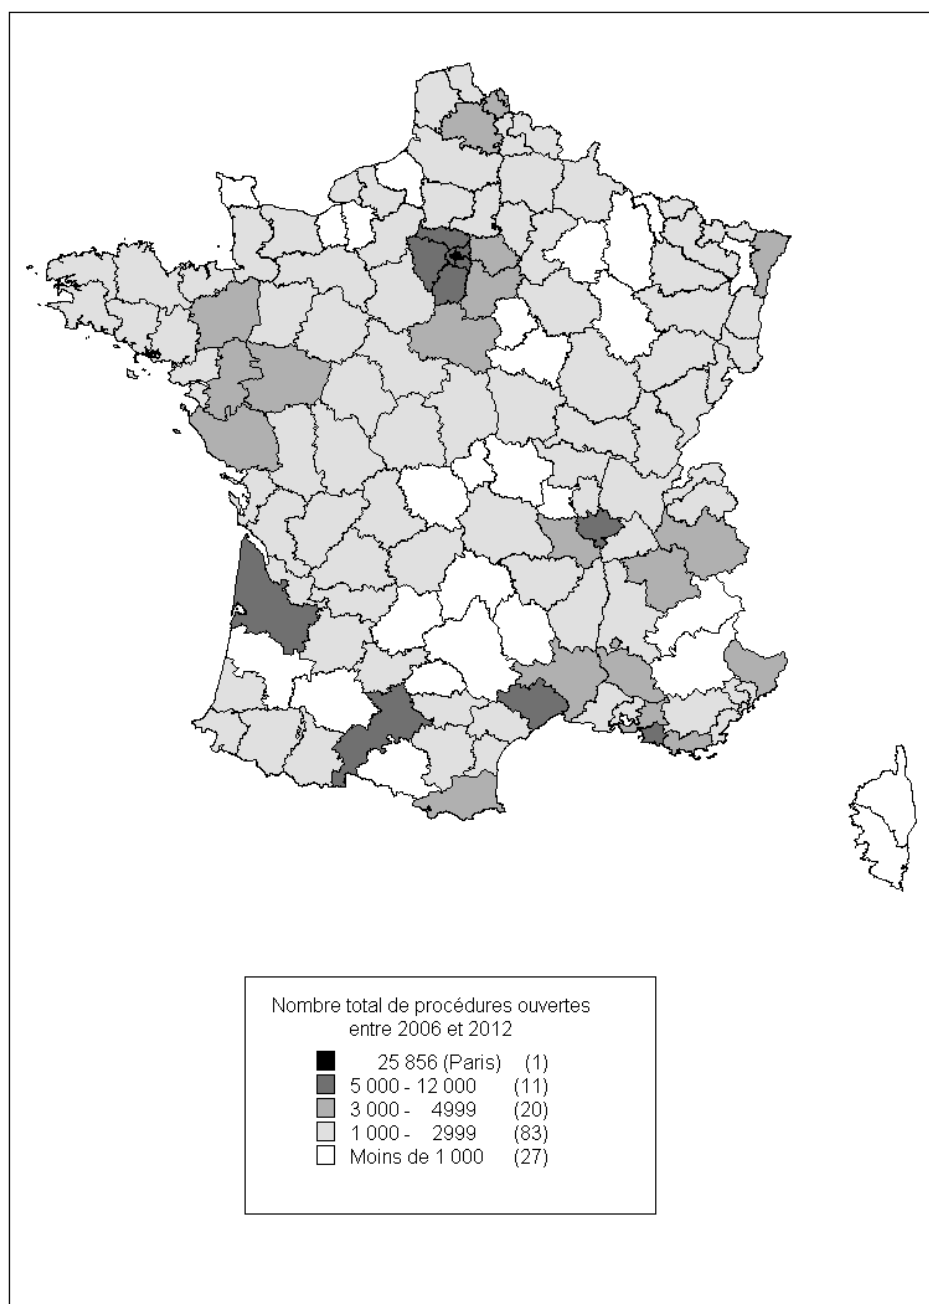 Nombre total de procédures ouvertes
entre 2006 et 2012
25 856 (Paris) (1)
5 000 - 12 000 (11)
3 000 - 4999 (20)
1 000 - 2999 (83)
Moins de 1 000 (27)